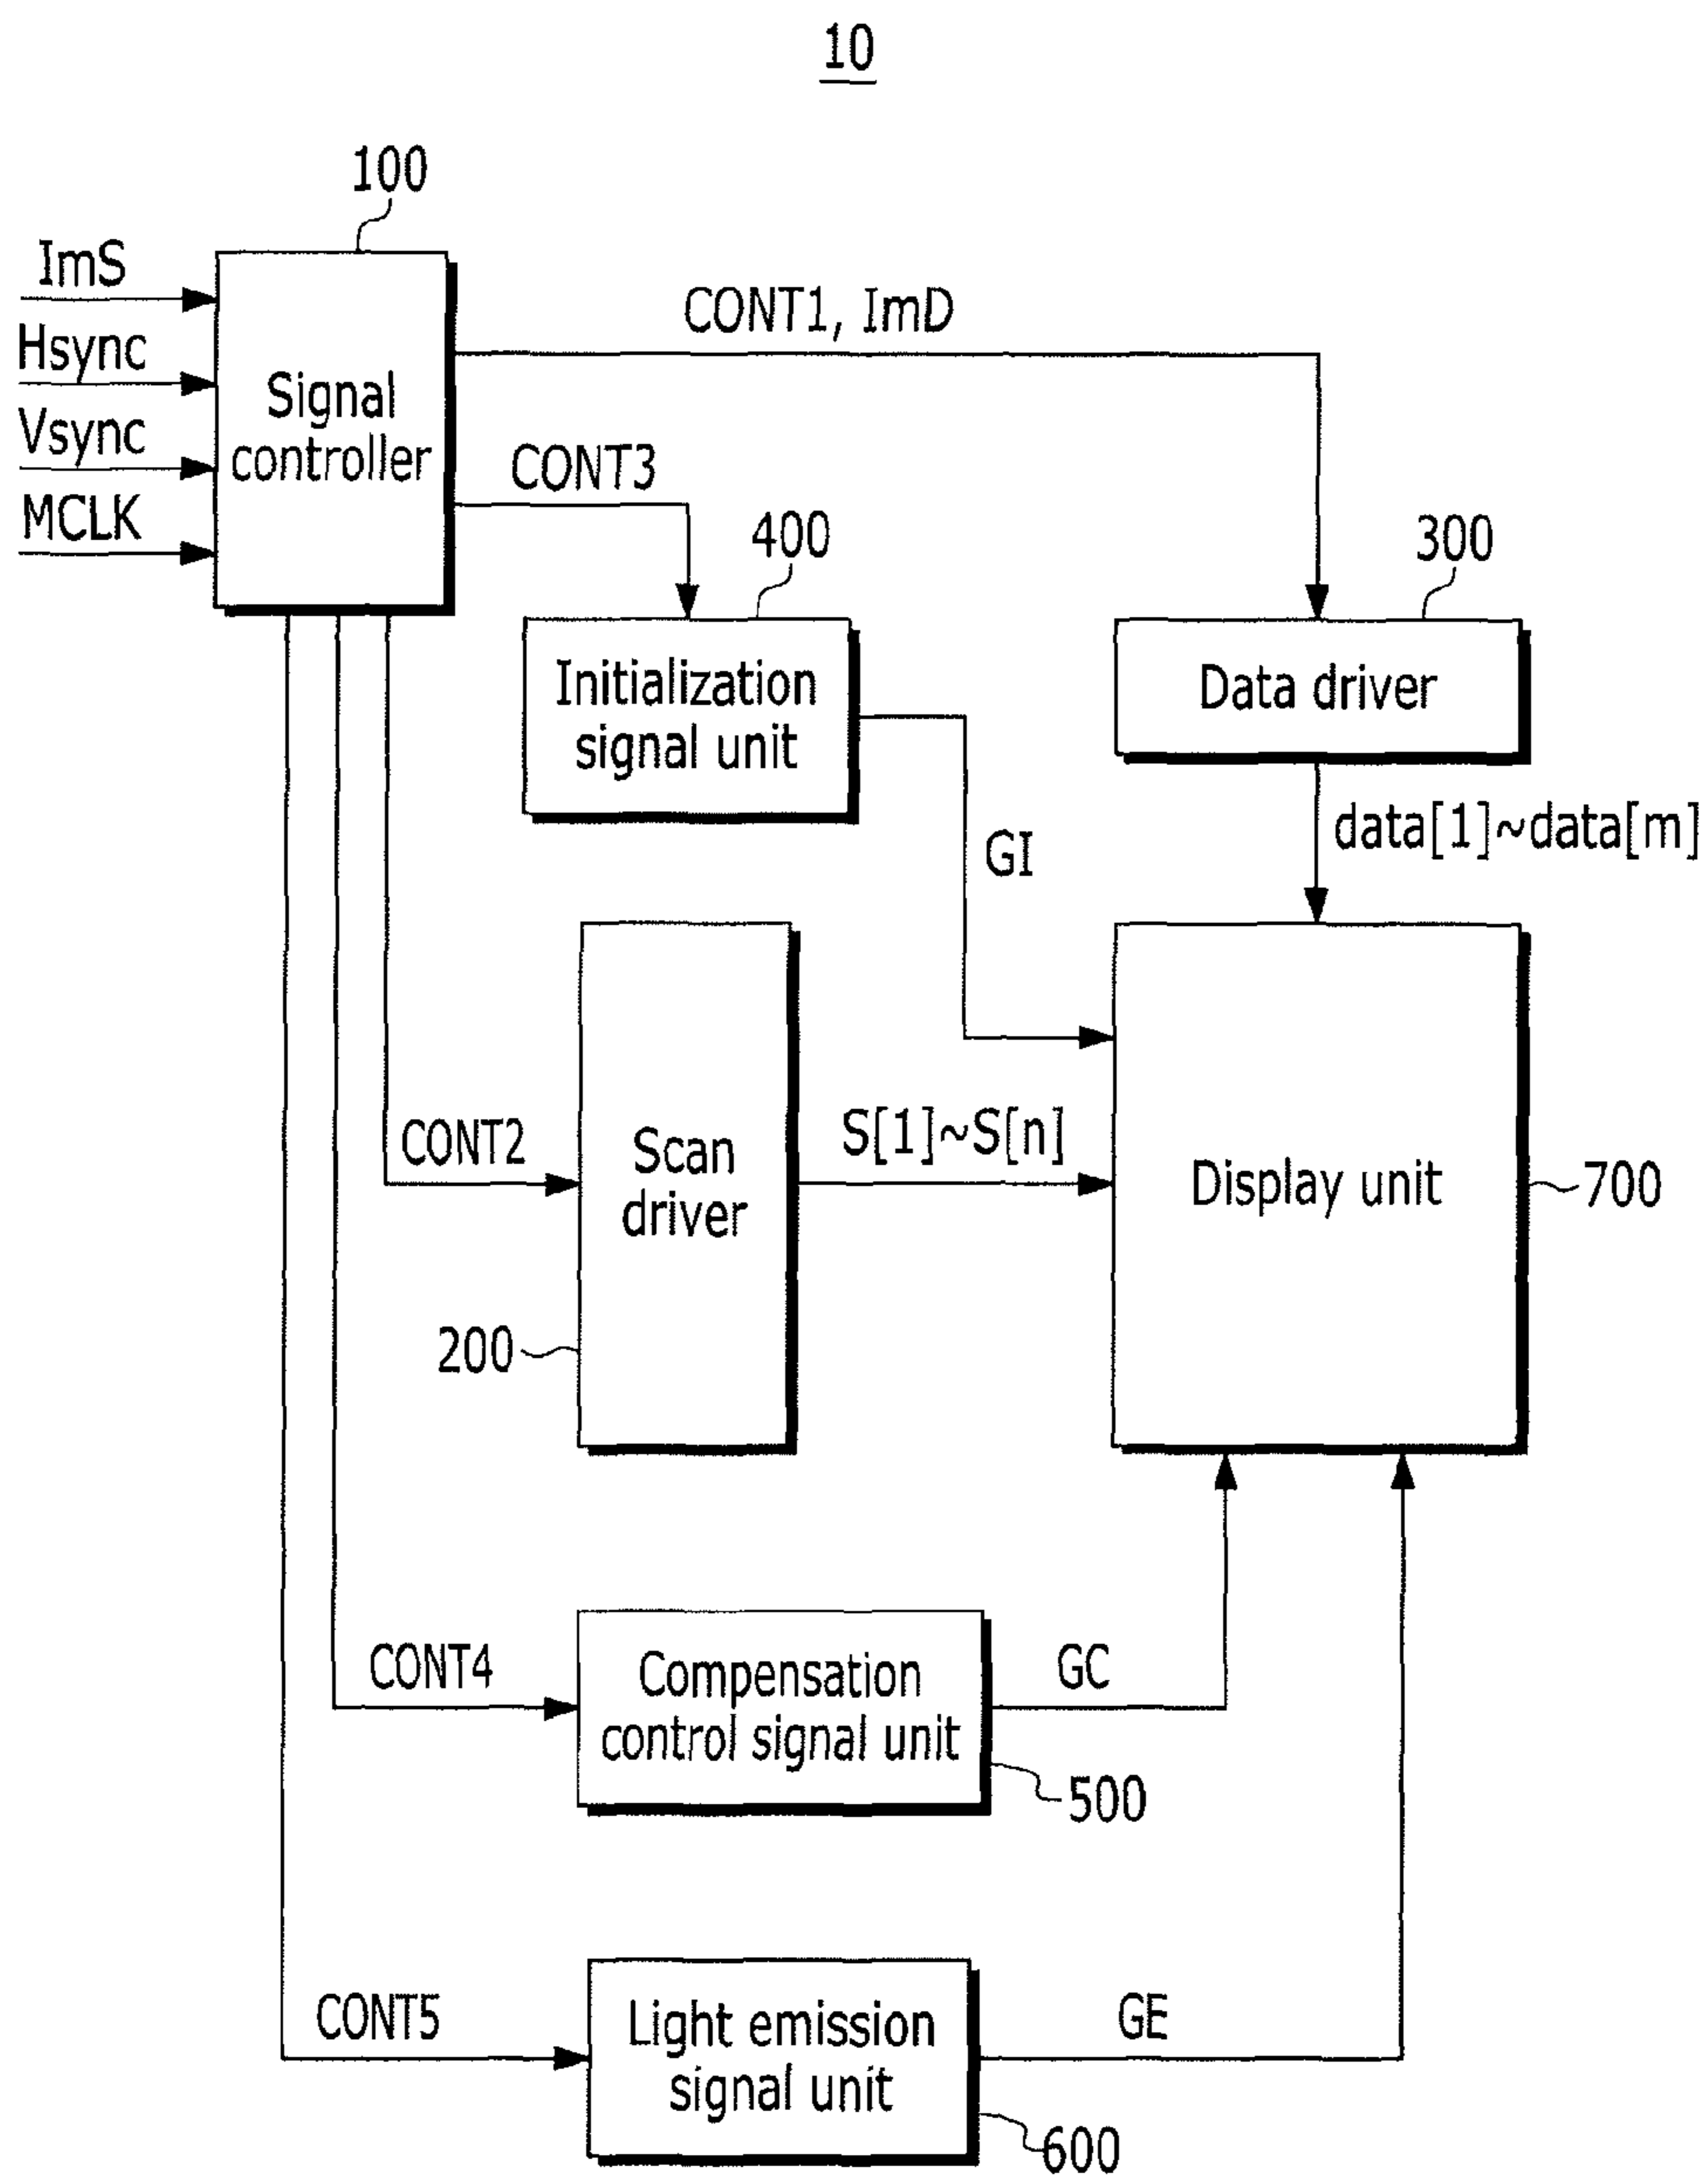 10
100
ImS
Hsync
Vsync
MCLK
Signal
controller
CONT1, ImD
CONT3
400
300
Initialization
signal unit
Data driver
GI
data[1]~data[m]
CONT2
Scan
driver
S[1]~S[n]
Display unit
700
200
CONT4
Compensation
control signal unit
GC
500
CONT5
Light emission
signal unit
GE
600